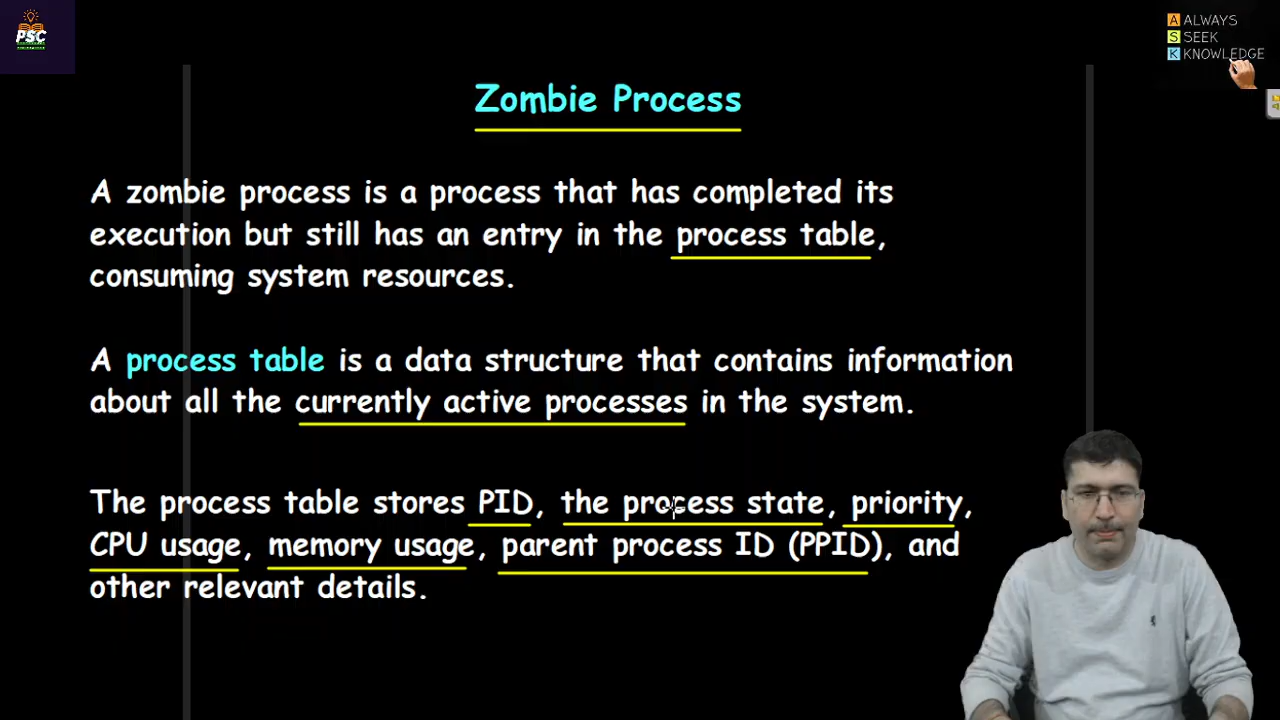 PSC
A ALWAYS
S SEEK
K KNOWLEDGE
Zombie Process
A zombie process is a process that has completed its
execution but still has an entry in the process table,
consuming system resources.
A process table is a data structure that contains information
about all the currently active processes in the system.
The process table stores PID, the process state, priority,
CPU usage, memory usage, parent process ID (PPID), and
other relevant details.